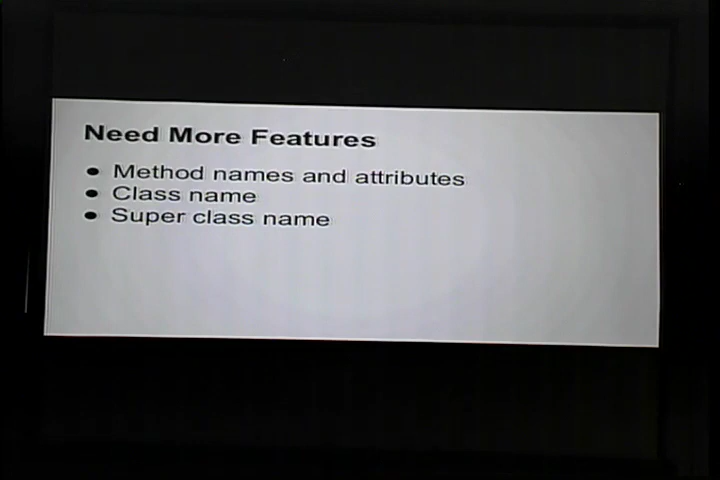 Need More Features
● Method names and attributes
● Class name
● Super class name